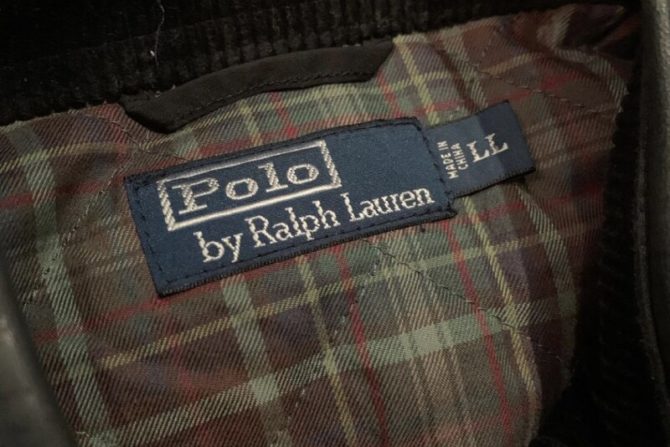 Polo
by Ralph Lauren
MADE IN
CHINA
LL